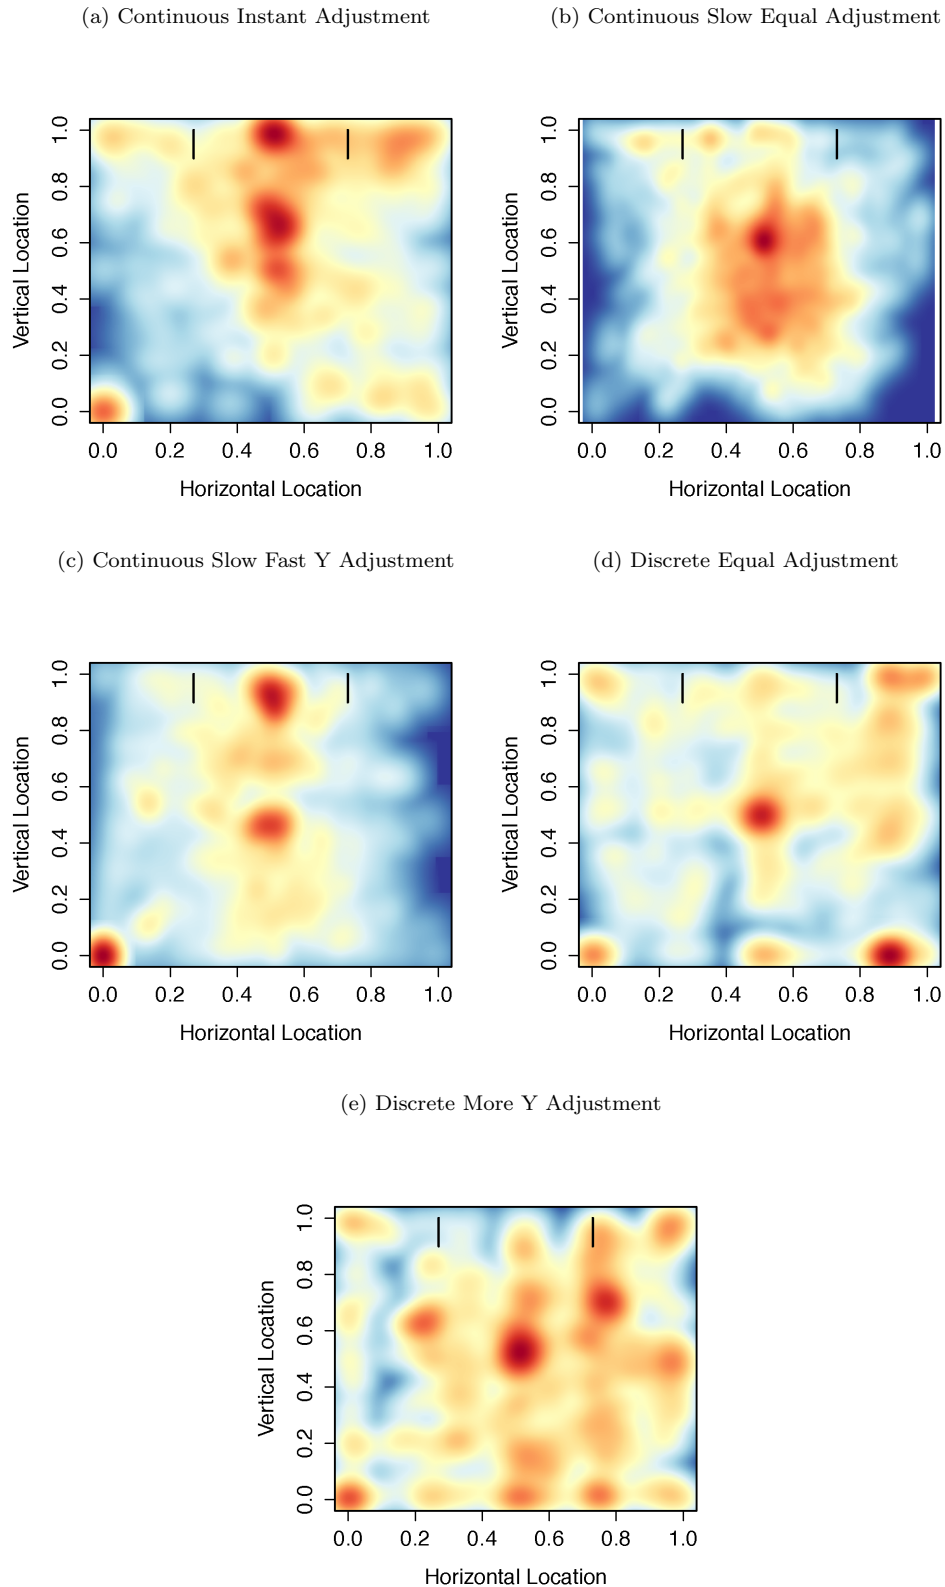 (a) Continuous Instant Adjustment
(b) Continuous Slow Equal Adjustment
Vertical Location
0.0 0.2 0.4 0.6 0.8 1.0
0.0 0.2 0.4 0.6 0.8 1.0
Horizontal Location
Vertical Location
0.0 0.2 0.4 0.6 0.8 1.0
0.0 0.2 0.4 0.6 0.8 1.0
Horizontal Location
(c) Continuous Slow Fast Y Adjustment
(d) Discrete Equal Adjustment
Vertical Location
0.0 0.2 0.4 0.6 0.8 1.0
0.0 0.2 0.4 0.6 0.8 1.0
Horizontal Location
Vertical Location
0.0 0.2 0.4 0.6 0.8 1.0
0.0 0.2 0.4 0.6 0.8 1.0
Horizontal Location
(e) Discrete More Y Adjustment
Vertical Location
0.0 0.2 0.4 0.6 0.8 1.0
0.0 0.2 0.4 0.6 0.8 1.0
Horizontal Location